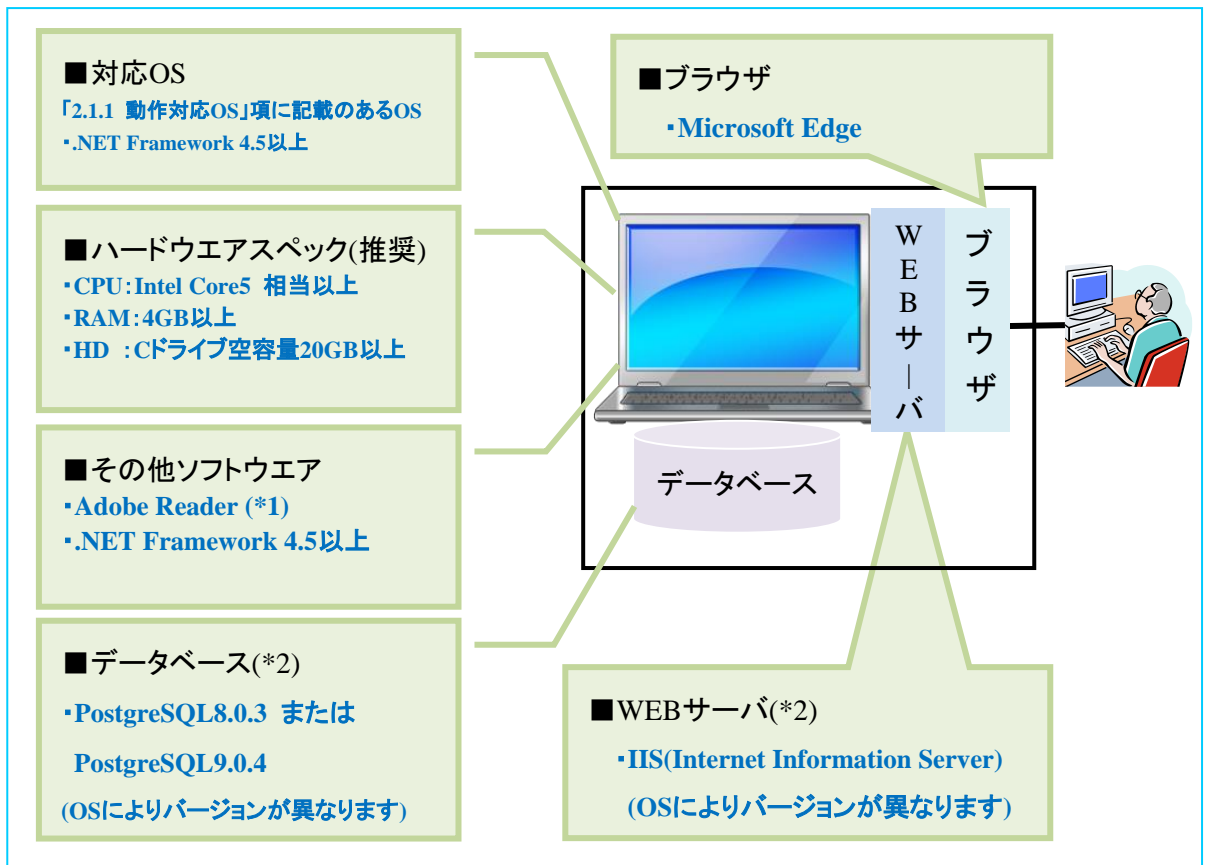 ■対応OS
「2.1.1 動作対応OS」項に記載のあるOS
・.NET Framework 4.5以上
■ハードウエアスペック(推奨)
・CPU:Intel Core5 相当以上
・RAM:4GB以上
・HD :Cドライブ空容量20GB以上
■その他ソフトウエア
・Adobe Reader (*1)
・.NET Framework 4.5以上
■データベース(*2)
・PostgreSQL8.0.3 または
PostgreSQL9.0.4
(OSによりバージョンが異なります)
■ブラウザ
・Microsoft Edge
WEBサーバ
ブラウザ
データベース
■WEBサーバ(*2)
・IIS(Internet Information Server)
(OSによりバージョンが異なります)